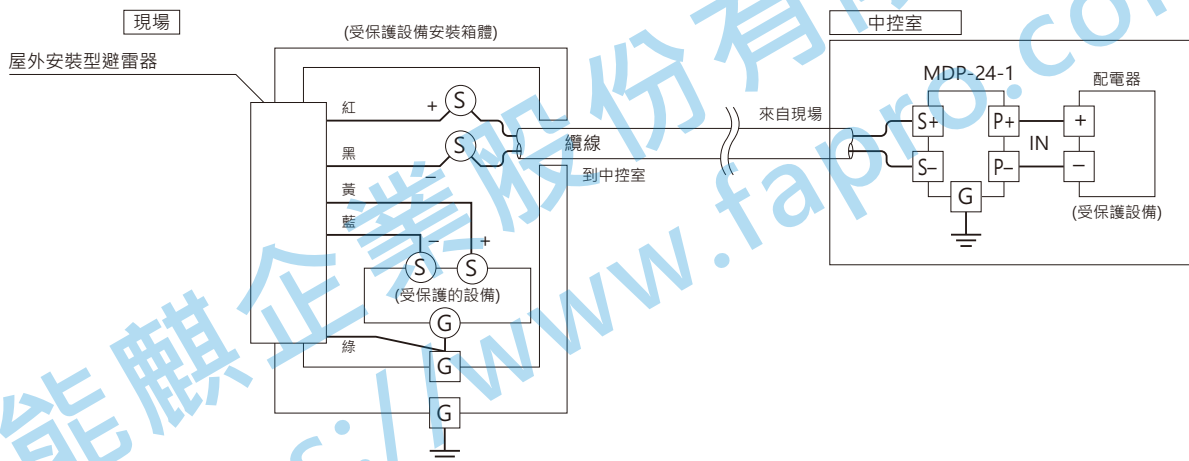 現場
(受保護設備安裝箱體)
中控室
屋外安裝型避雷器
MDP-24-1
配電器
紅
+
S
來自現場
S+
P+
+
黑
S
−
纜線
IN
到中控室
S−
P−
−
黃
G
藍
(受保護設備)
−
+
S
S
(受保護的設備)
G
綠
G
G
能麒企業股份有限
s://www.fapro.co